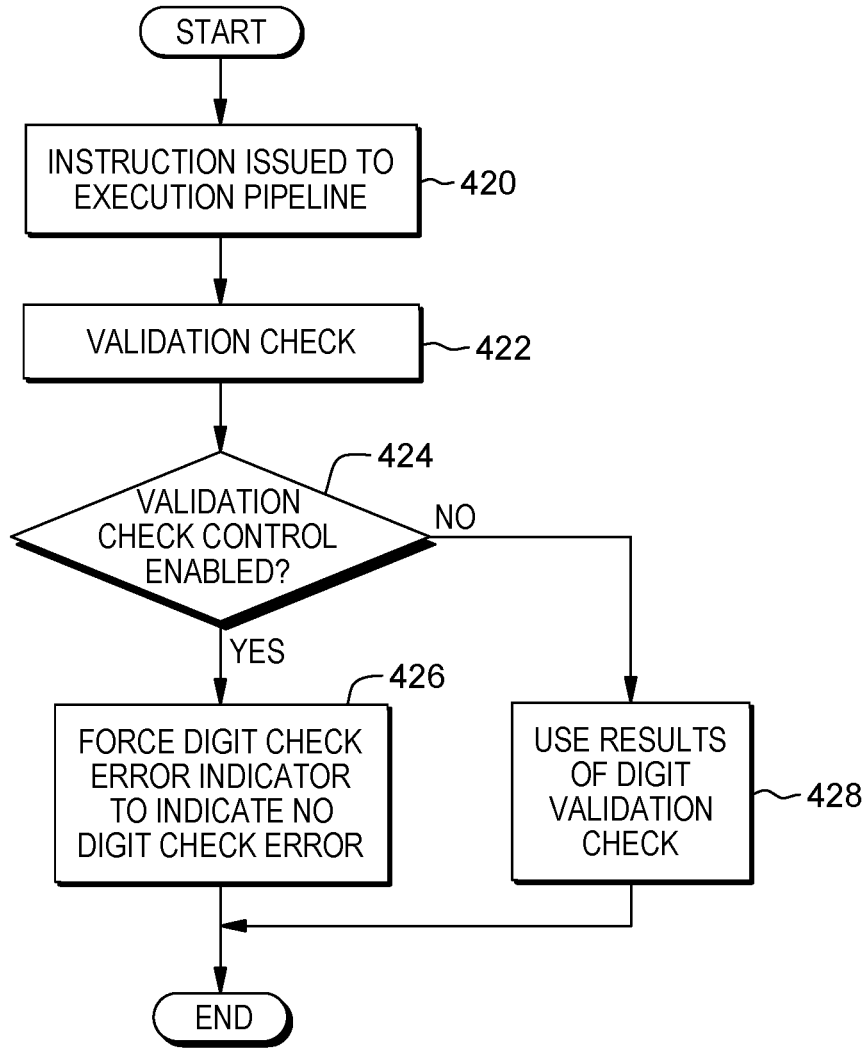 START
INSTRUCTION ISSUED TO
EXECUTION PIPELINE
420
VALIDATION CHECK
422
424
VALIDATION
CHECK CONTROL
ENABLED?
NO
YES
426
FORCE DIGIT CHECK
ERROR INDICATOR
TO INDICATE NO
DIGIT CHECK ERROR
USE RESULTS
OF DIGIT
VALIDATION
CHECK
428
END